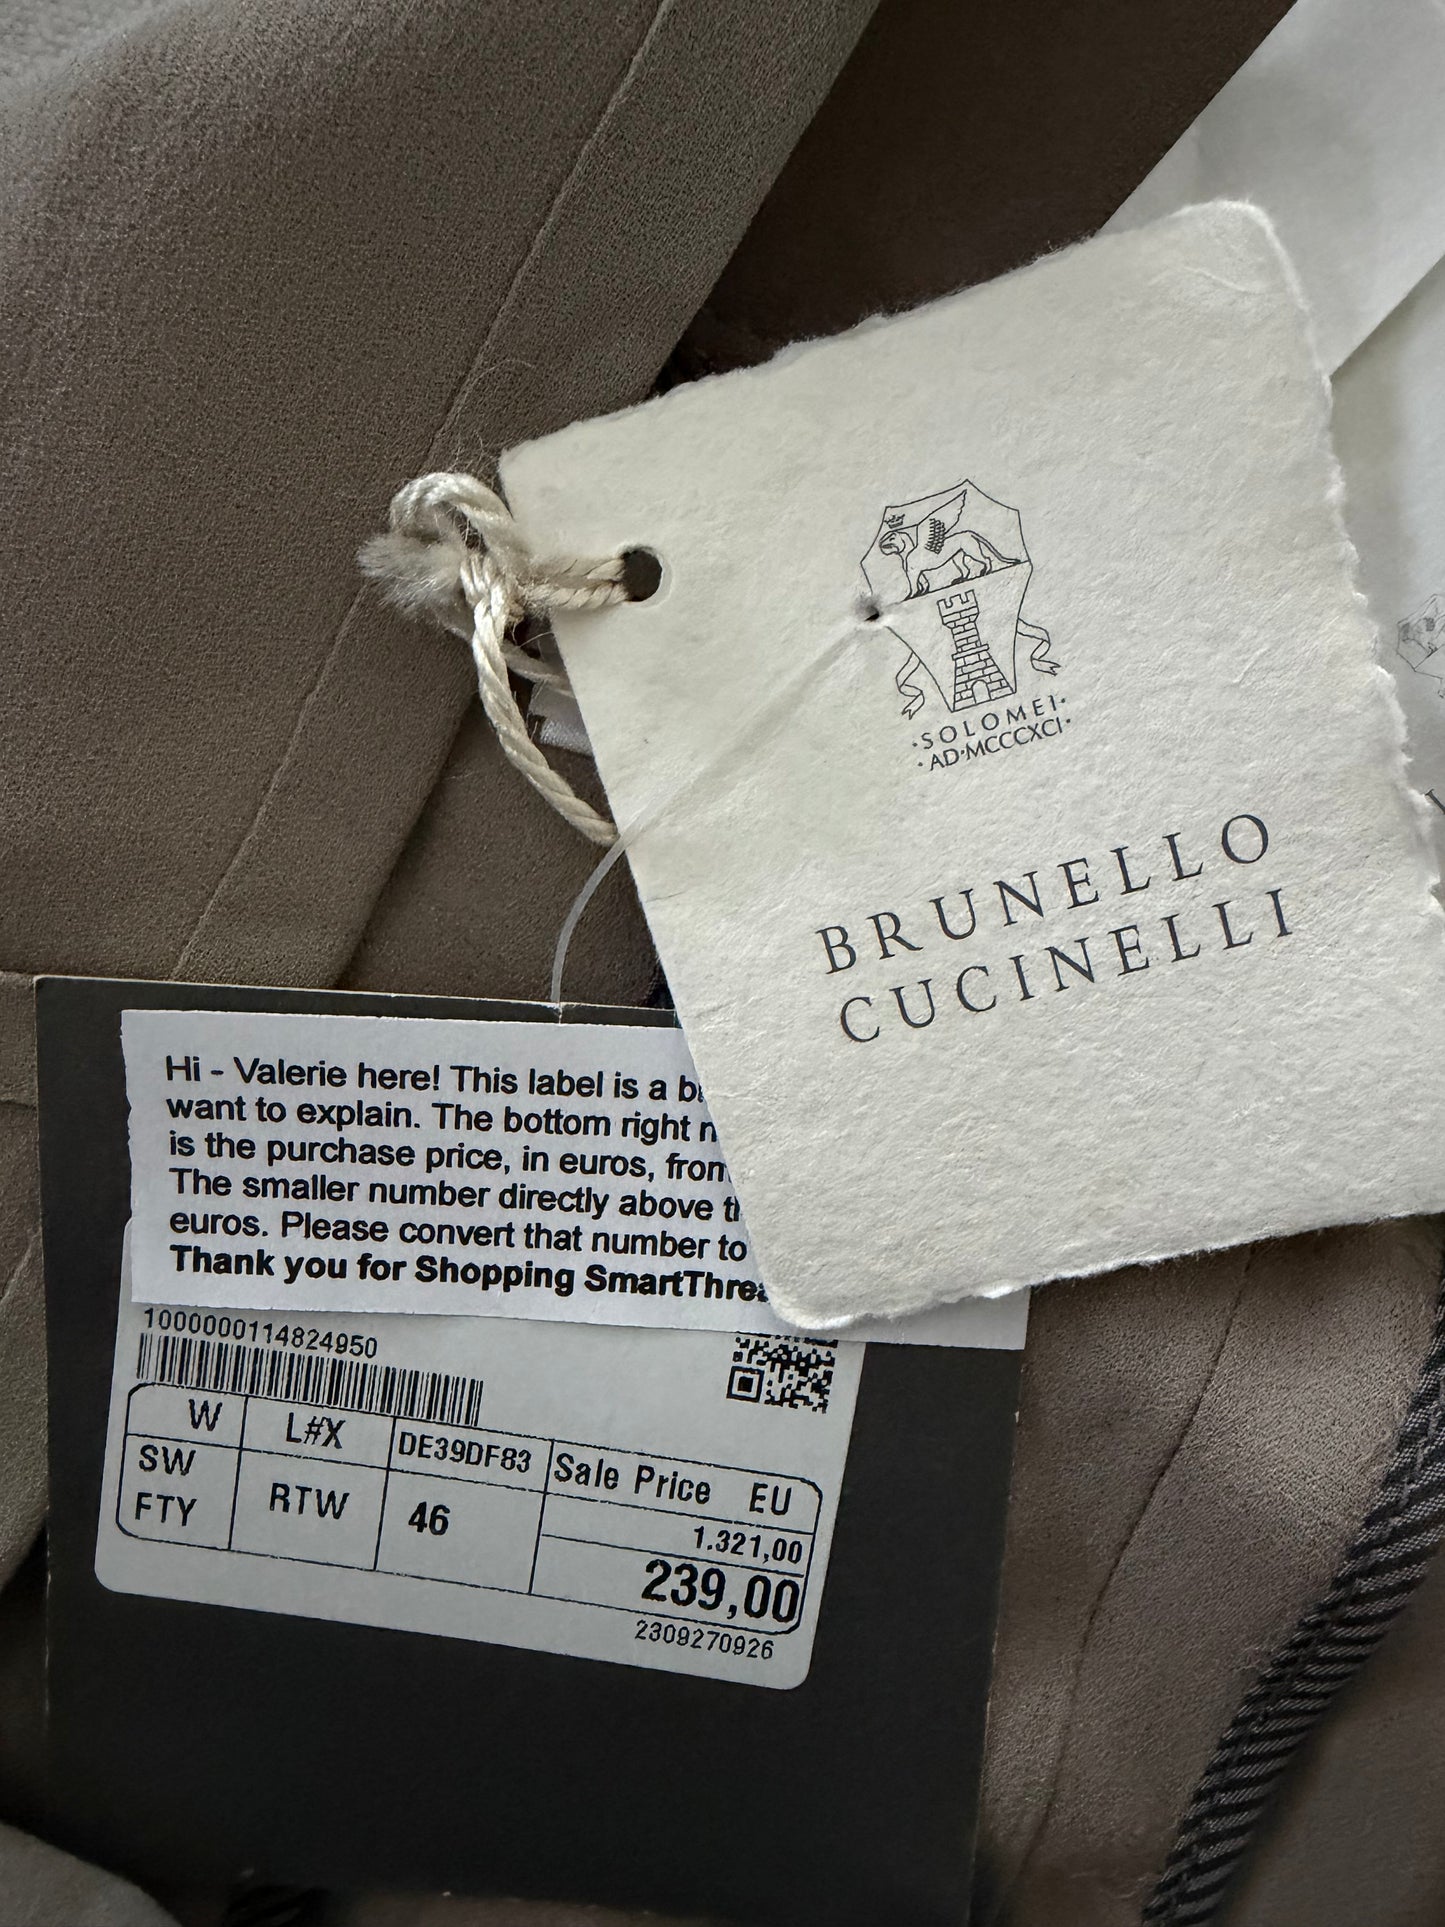 ·SOLOMEI·
·AD·MCCCXCI·
BRUNELLO
CUCINELLI
Hi - Valerie here! This label is a
want to explain. The bottom right
is the purchase price, in euros, from
The smaller number directly above
euros. Please convert that number to
Thank you for Shopping
1000000114824950
W L#X DE39DF83 Sale Price EU
SW FTY RTW 46 1.321,00
239,00
2309270926